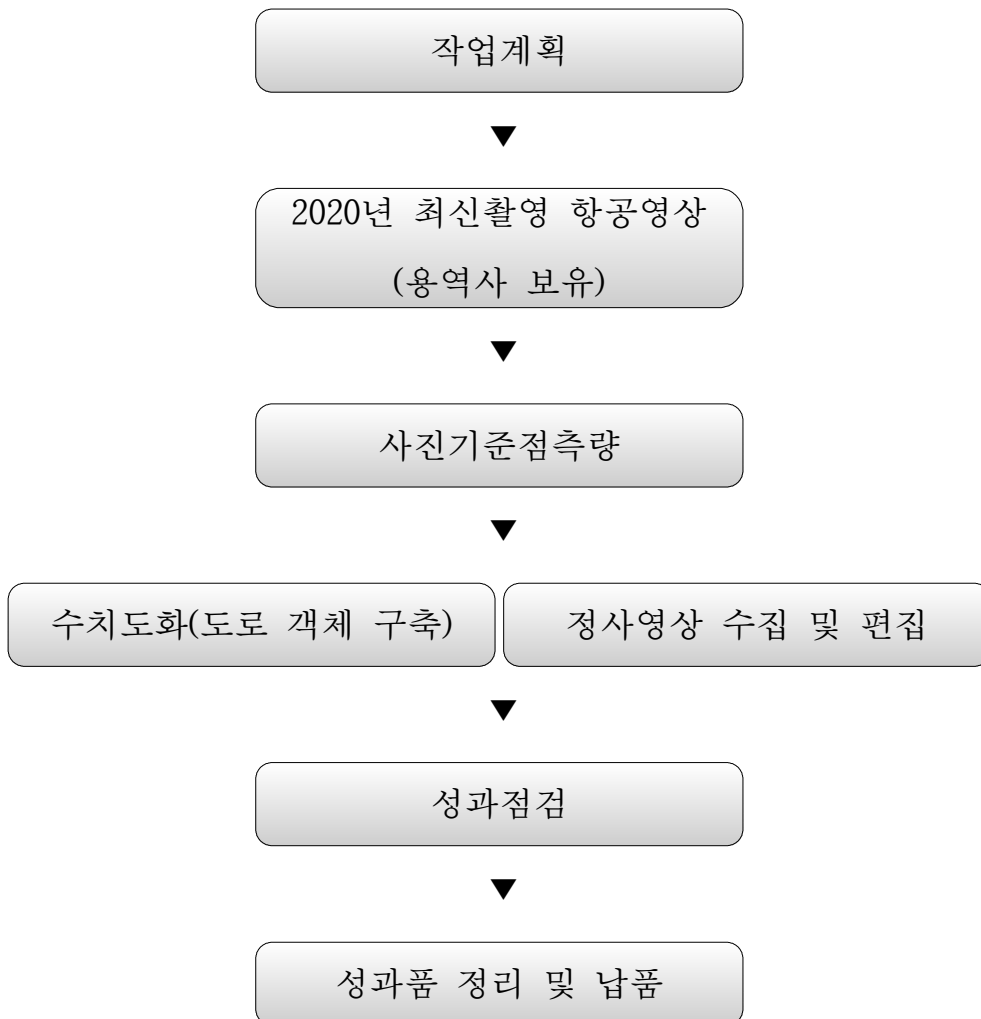 작업계획
▼
2020년 최신촬영 항공영상
(용역사 보유)
▼
사진기준점측량
▼
수치도화(도로 객체 구축)
정사영상 수집 및 편집
▼
성과점검
▼
성과품 정리 및 납품